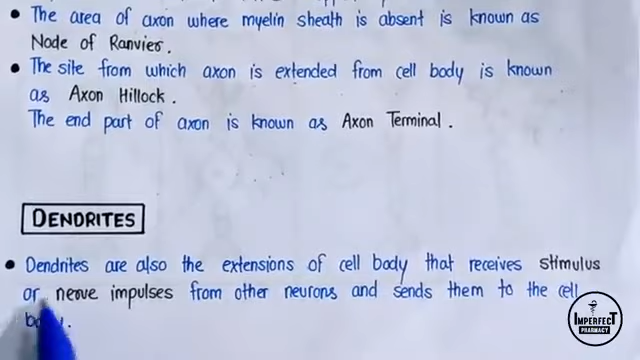 The area of axon where myelin sheath is absent is known as
Node of Ranvier.
The site from which axon is extended from cell body is known
as Axon Hillock.
The end part of axon is known as Axon Terminal.
DENDRITES
Dendrites are also the extensions of cell body that receives stimulus
or nerve impulses from other neurons and sends them to the cell
IMPERFECT
PHARMACY